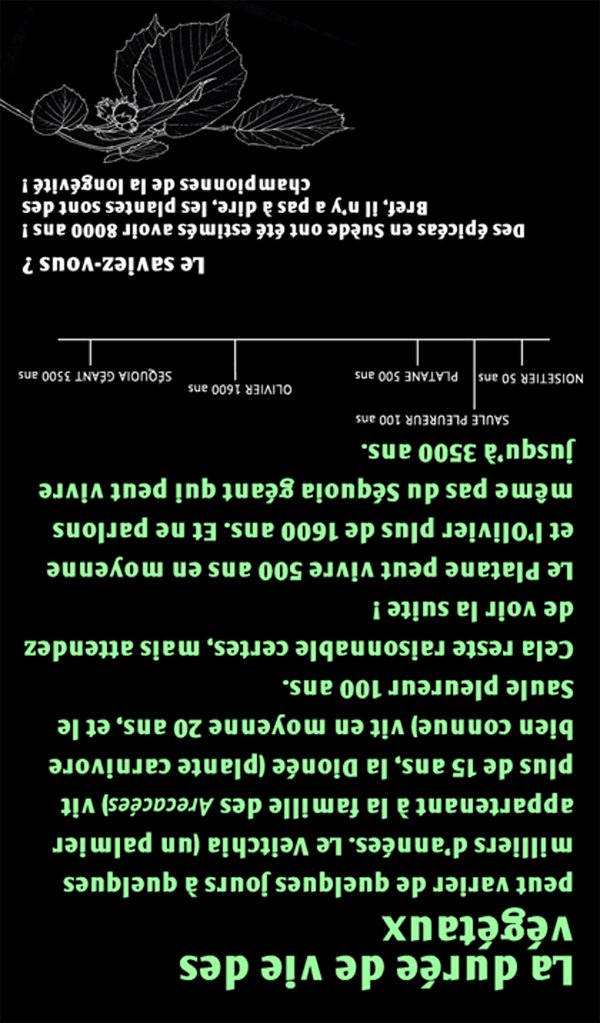 La durée de vie des
végétaux
peut varier de quelques jours à quelques
milliers d'années. Le Veitchia (un palmier
appartenant à la famille des Arecacées) vit
plus de 15 ans, la Dionée (plante carnivore
bien connue) vit en moyenne 20 ans, et le
Saule pleureur 100 ans.
Cela reste raisonnable certes, mais attendez
de voir la suite !
Le Platane peut vivre 500 ans en moyenne
et l'Olivier plus de 1600 ans. Et ne parlons
même pas du Séquoia géant qui peut vivre
jusqu'à 3500 ans.
SAULE PLEUREUR 100 ans
NOISETIER 50 ans
PLATANE 500 ans
OLIVIER 1600 ans
SÉQUOIA GÉANT 3500 ans
Le saviez-vous ?
Des épicéas en Suède ont été estimés avoir 8000 ans !
Bref, il n'y a pas à dire, les plantes sont des
championnes de la longévité !